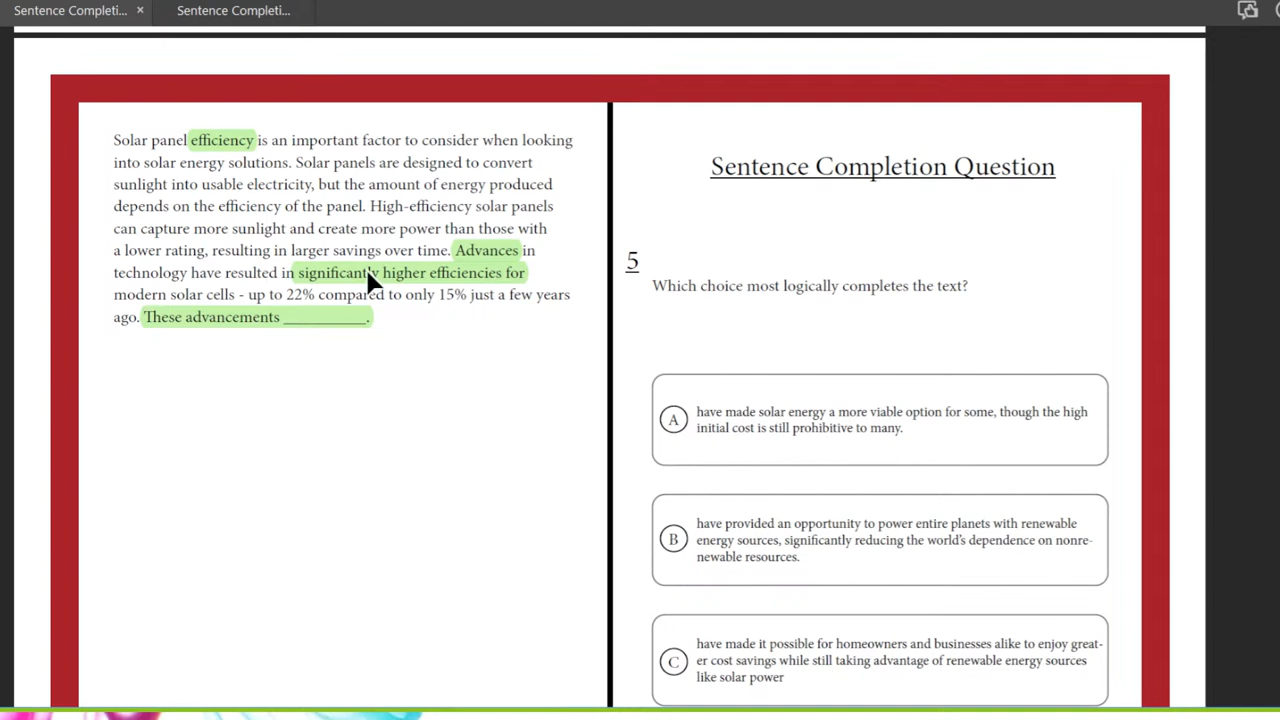 Sentence Completi... ×
Sentence Completi...
Solar panel efficiency is an important factor to consider when looking
into solar energy solutions. Solar panels are designed to convert
sunlight into usable electricity, but the amount of energy produced
depends on the efficiency of the panel. High-efficiency solar panels
can capture more sunlight and create more power than those with
a lower rating, resulting in larger savings over time. Advances in
technology have resulted in significantly higher efficiencies for
modern solar cells - up to 22% compared to only 15% just a few years
ago. These advancements __________.
Sentence Completion Question
5
Which choice most logically completes the text?
A
have made solar energy a more viable option for some, though the high
initial cost is still prohibitive to many.
B
have provided an opportunity to power entire planets with renewable
energy sources, significantly reducing the world's dependence on nonre-
newable resources.
C
have made it possible for homeowners and businesses alike to enjoy great-
er cost savings while still taking advantage of renewable energy sources
like solar power